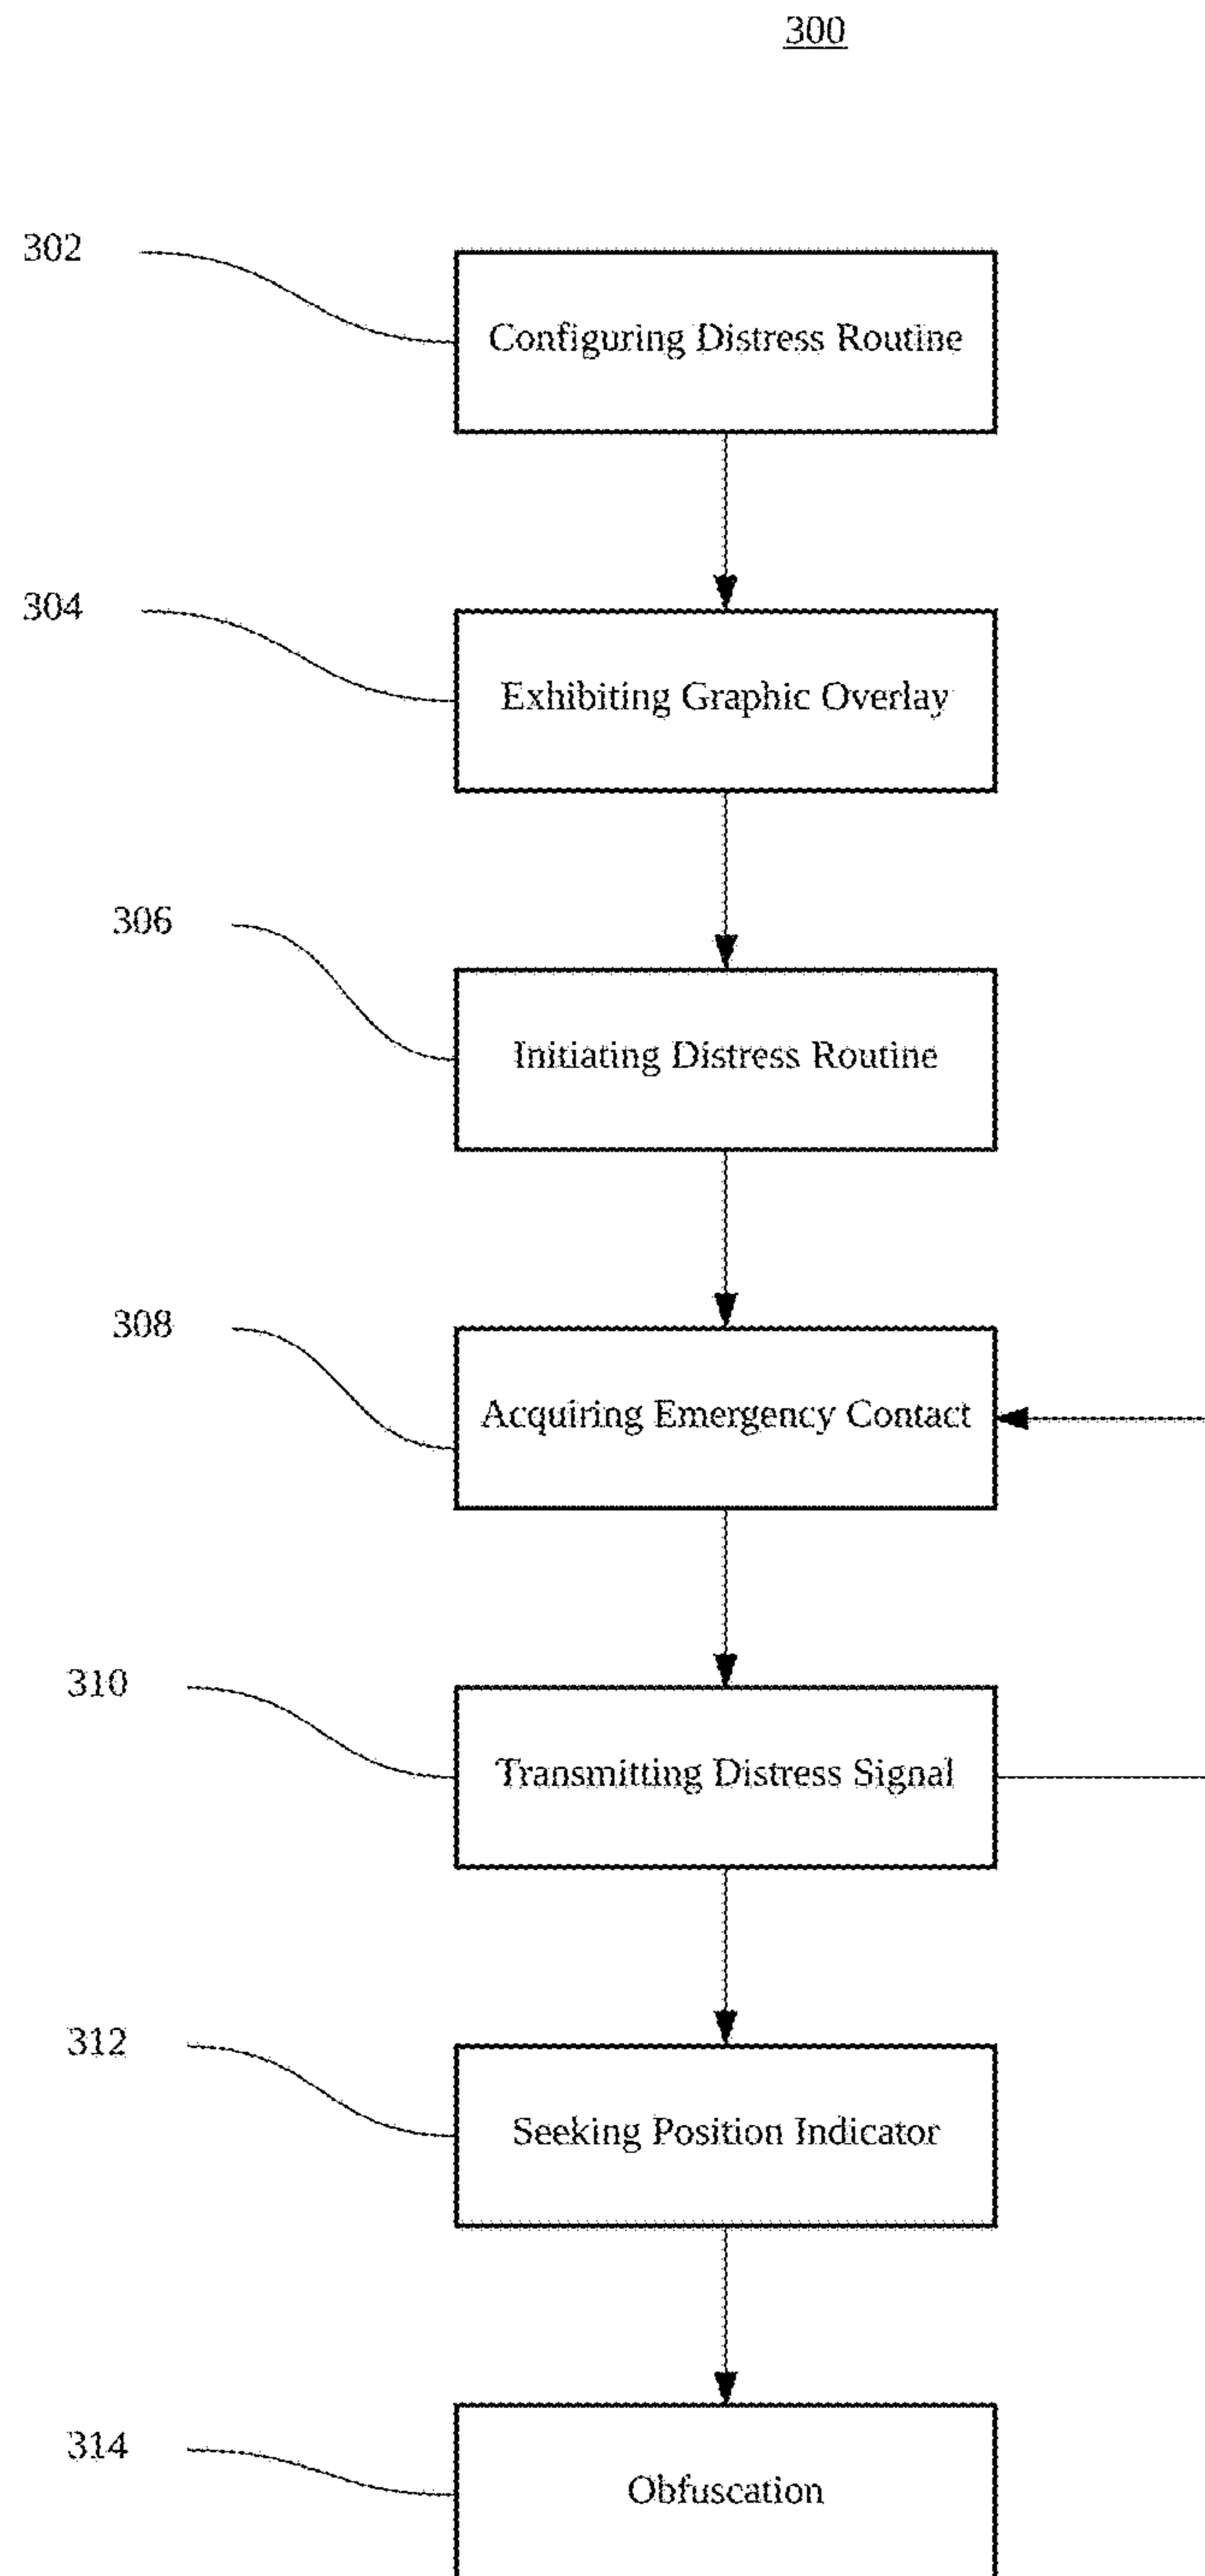 300
302
Configuring Distress Routine
304
Exhibiting Graphic Overlay
306
Initiating Distress Routine
308
Acquiring Emergency Contact
310
Transmitting Distress Signal
312
Seeking Position Indicator
314
Obfuscation